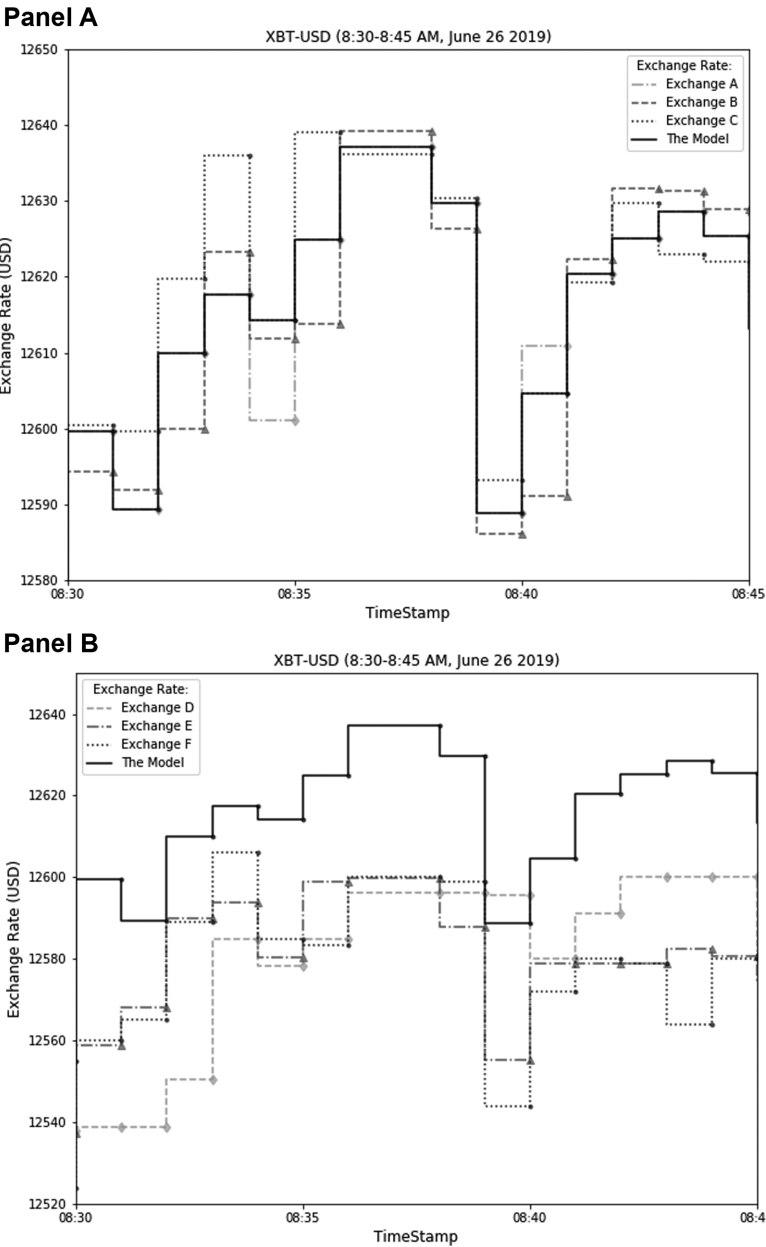 Panel A
XBT-USD (8:30-8:45 AM, June 26 2019)
12650
12640
12630
12620
12610
12600
12590
12580
Exchange Rate (USD)
Exchange Rate:
Exchange A
Exchange B
Exchange C
The Model
08:30
08:35
08:40
08:45
TimeStamp
Panel B
XBT-USD (8:30-8:45 AM, June 26 2019)
12640
12620
12600
12580
12560
12540
12520
Exchange Rate (USD)
Exchange Rate:
Exchange D
Exchange E
Exchange F
The Model
08:30
08:35
08:40
08:4
TimeStamp